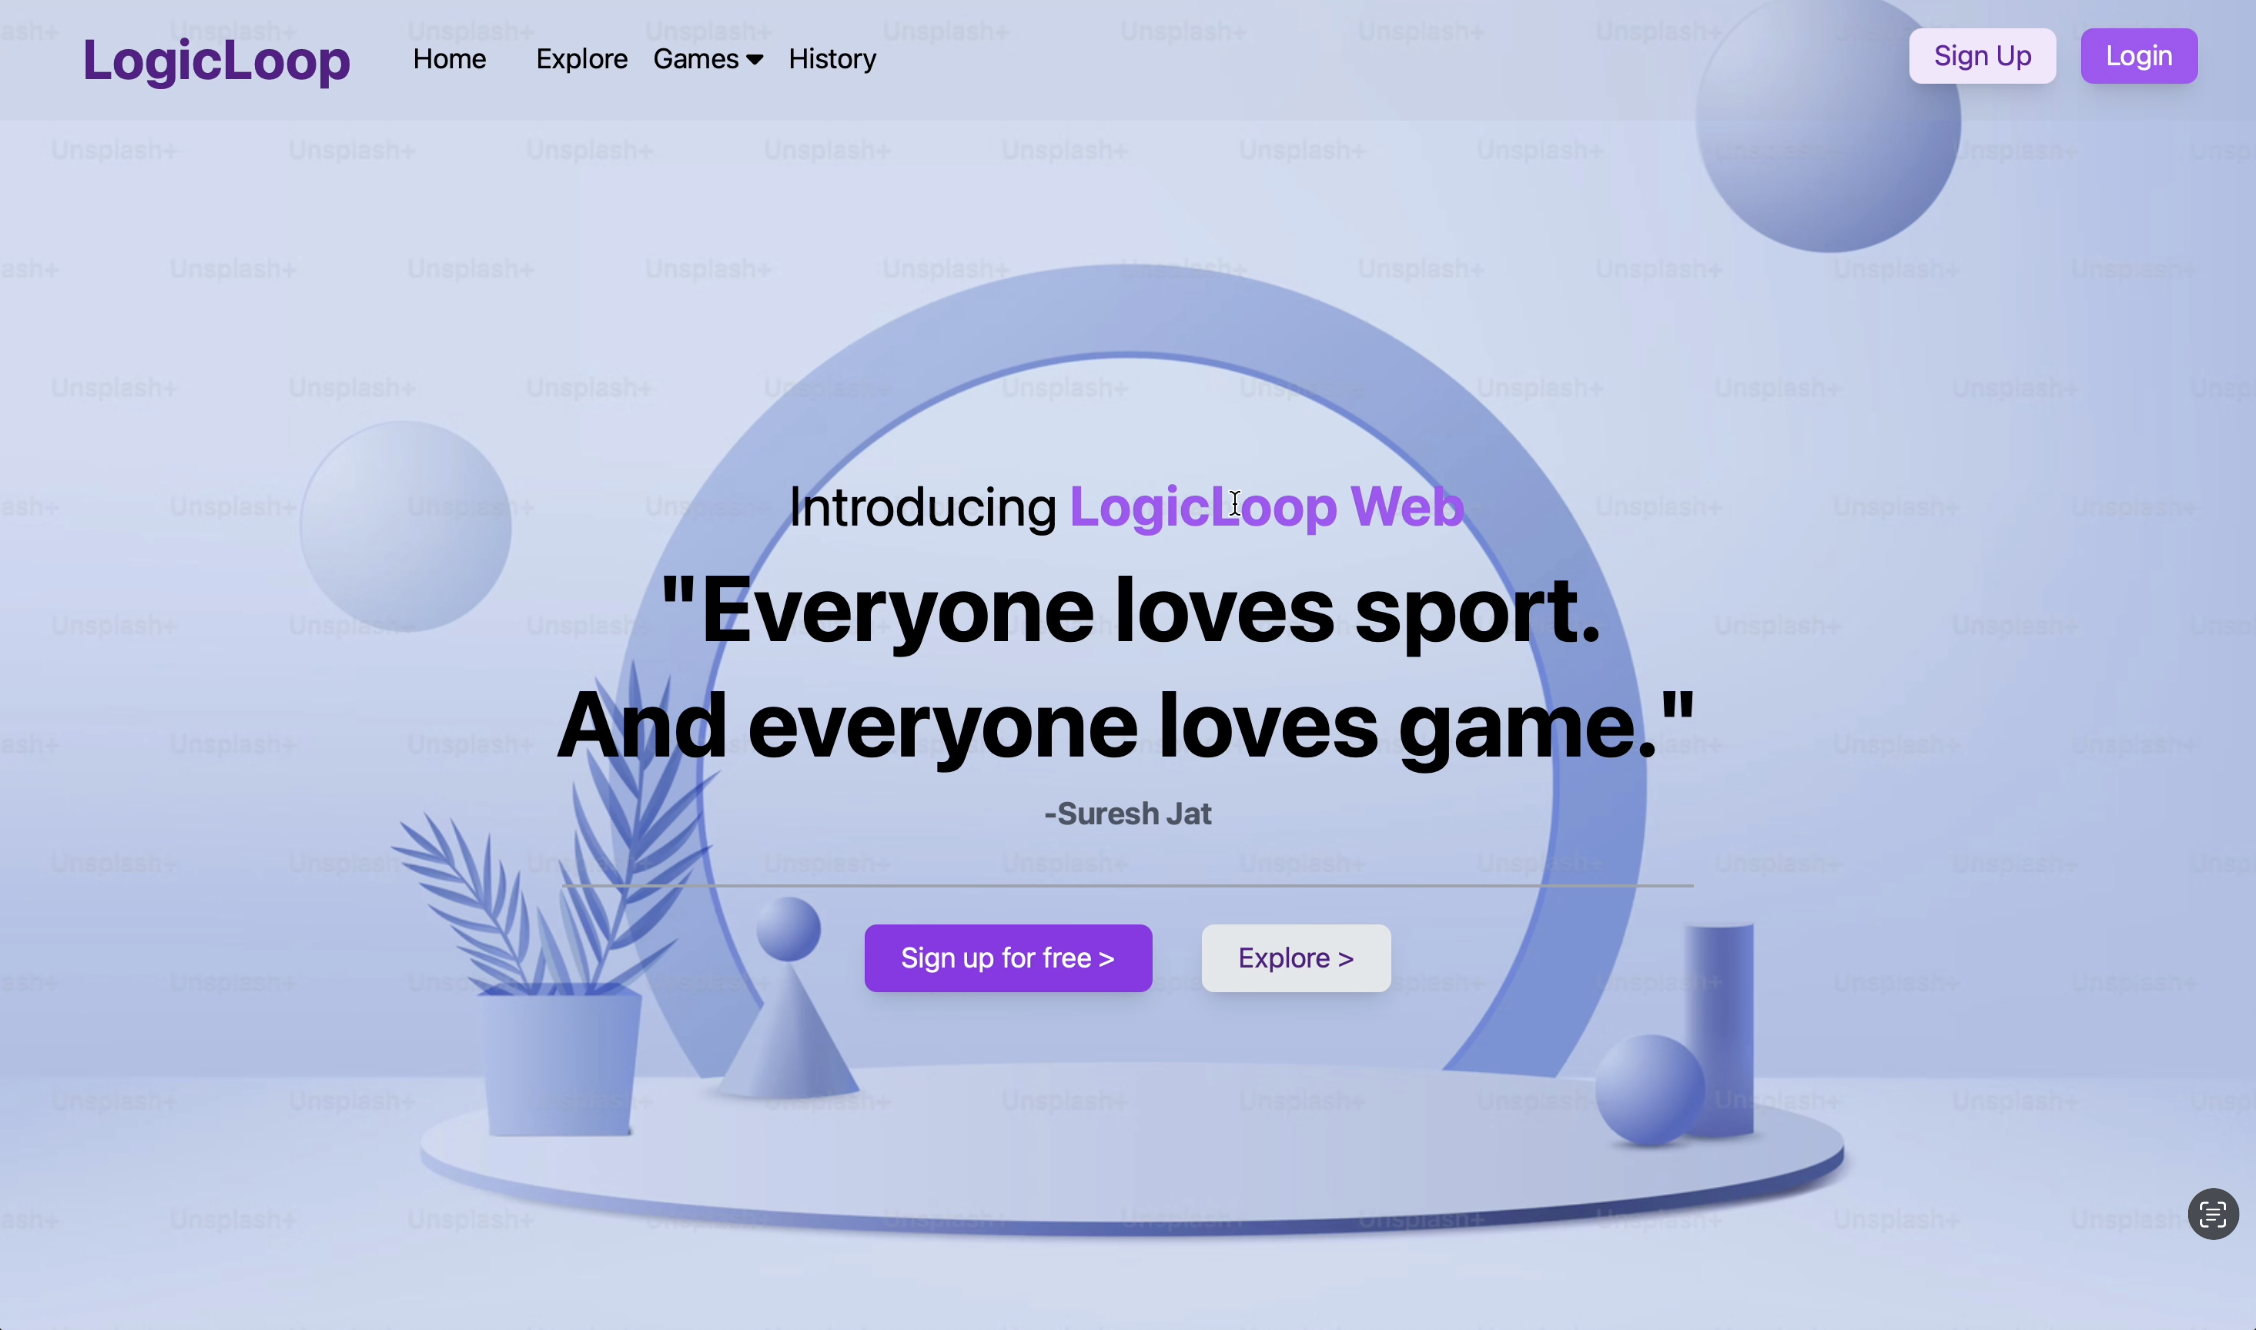 LogicLoop
Home Explore Games History
Sign Up Login
Introducing LogicLoop Web
"Everyone loves sport.
And everyone loves game."
-Suresh Jat
Sign up for free >
Explore >
Unsplash+